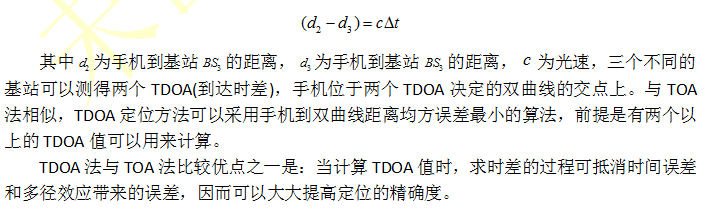 (d₂ − d₃) = cΔt
其中 d₂ 为手机到基站 BS₃ 的距离， d₃ 为手机到基站 BS₃ 的距离， c 为光速，三个不同的
基站可以测得两个 TDOA(到达时差)，手机位于两个 TDOA 决定的双曲线的交点上。与 TOA
法相似，TDOA 定位方法可以采用手机到双曲线距离均方误差最小的算法，前提是有两个以
上的 TDOA 值可以用来计算。
TDOA 法与 TOA 法比较优点之一是：当计算 TDOA 值时，求时差的过程可抵消时间误差
和多径效应带来的误差，因而可以大大提高定位的精确度。